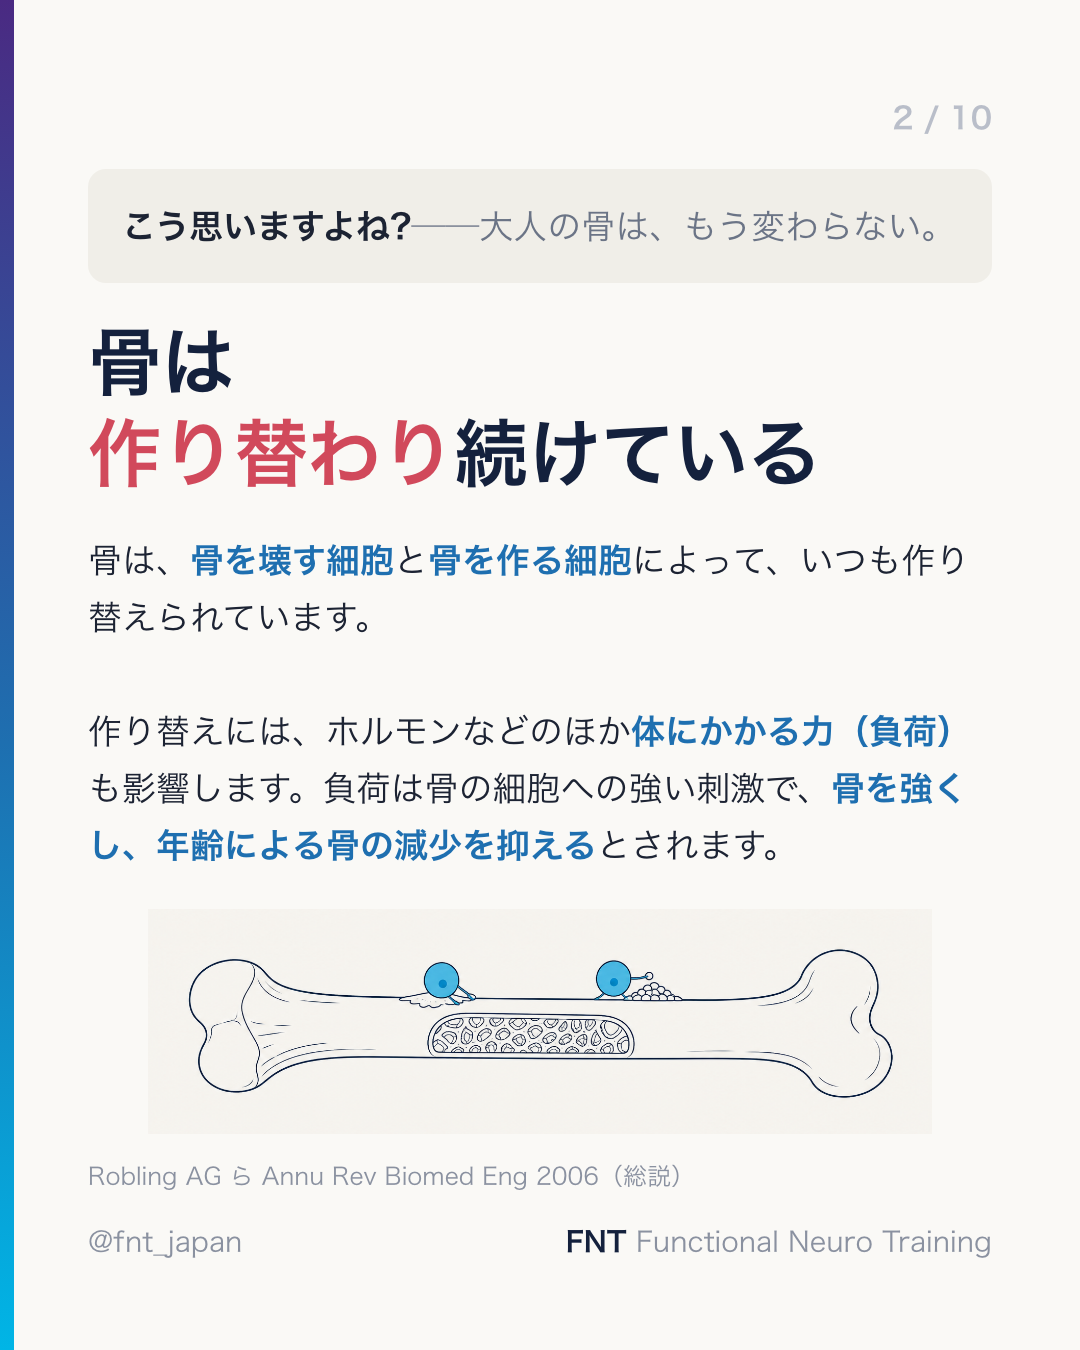 2 / 10
こう思いますよね?――大人の骨は、もう変わらない。
骨は
作り替わり続けている
骨は、骨を壊す細胞と骨を作る細胞によって、いつも作り
替えられています。
作り替えには、ホルモンなどのほか体にかかる力（負荷）
も影響します。負荷は骨の細胞への強い刺激で、骨を強く
し、年齢による骨の減少を抑えるとされます。
Robling AG ら Annu Rev Biomed Eng 2006（総説）
@fnt_japan
FNT Functional Neuro Training